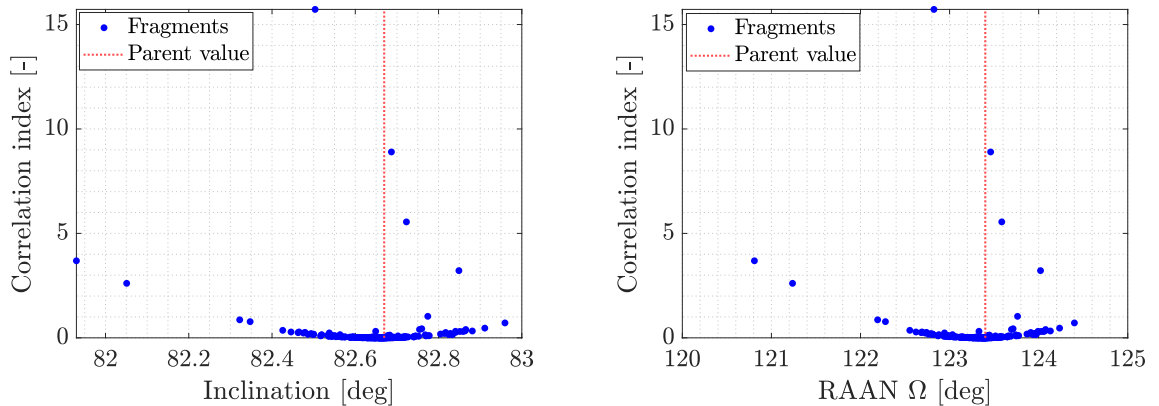 15
10
5
0
Correlation index [-]
Fragments
Parent value
82
82.2
82.4
82.6
82.8
83
Inclination [deg]
15
10
5
0
Correlation index [-]
Fragments
Parent value
120
121
122
123
124
125
RAAN Ω [deg]